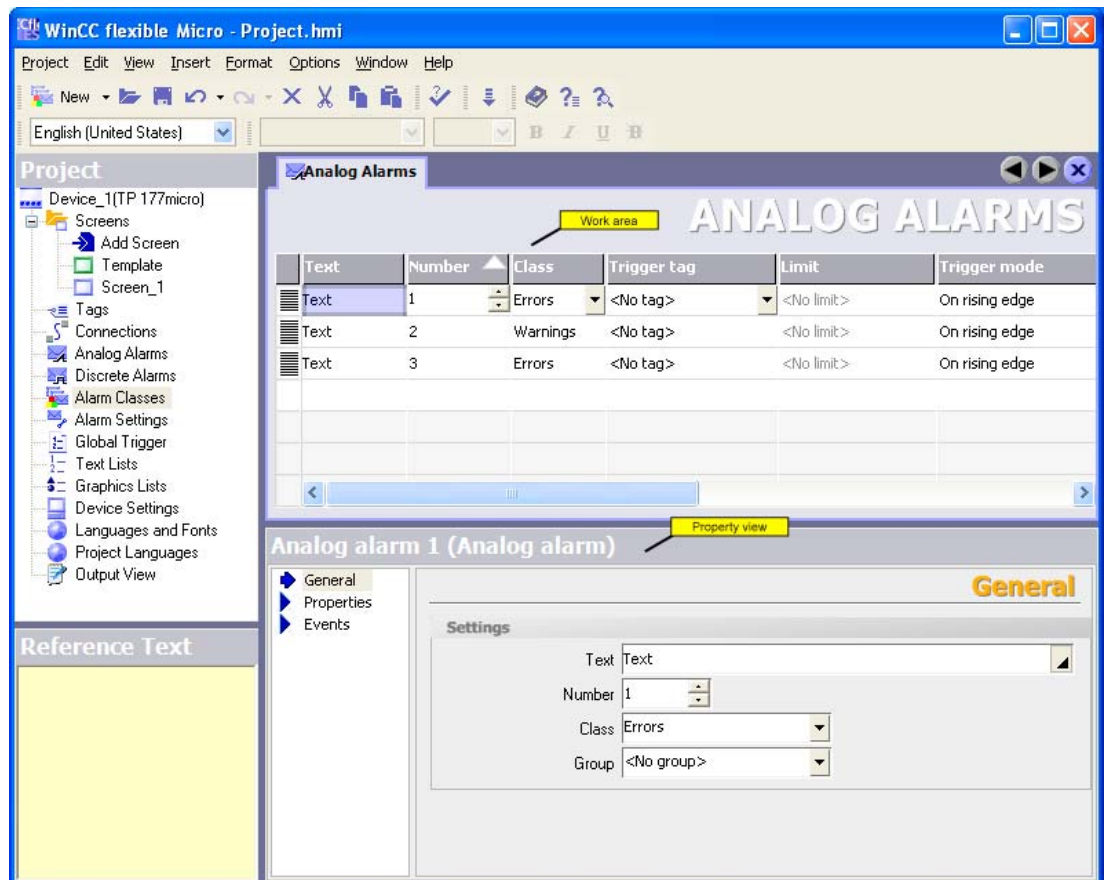 WinCC flexible Micro - Project.hmi
Project Edit View Insert Format Options Window Help
New
English (United States) B I U B
Project
Device_1(TP 177micro)
Screens
Add Screen
Template
Screen_1
Tags
Connections
Analog Alarms
Discrete Alarms
Alarm Classes
Alarm Settings
Global Trigger
Text Lists
Graphics Lists
Device Settings
Languages and Fonts
Project Languages
Output View
Reference Text
Analog Alarms
Work area
ANALOG ALARMS
Text Number Class Trigger tag Limit Trigger mode
Text 1 Errors <No tag> <No limit> On rising edge
Text 2 Warnings <No tag> <No limit> On rising edge
Text 3 Errors <No tag> <No limit> On rising edge
Property view
Analog alarm 1 (Analog alarm)
General
Properties
Events
General
Settings
Text Text
Number 1
Class Errors
Group <No group>